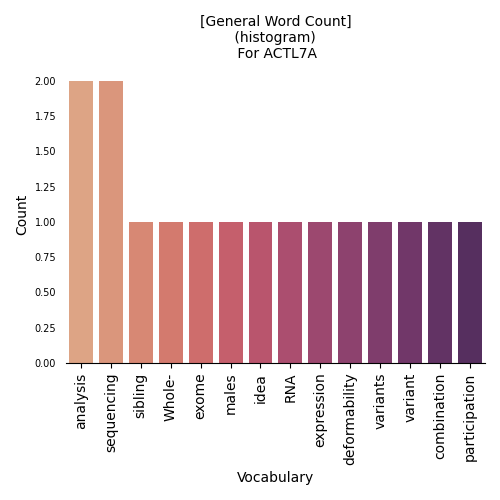 [General Word Count]
(histogram)
For ACTL7A
2.00
1.75
1.50
1.25
1.00
0.75
0.50
0.25
0.00
Count
analysis
sequencing
sibling
Whole-
exome
males
idea
RNA
expression
deformability
variants
variant
combination
participation
Vocabulary